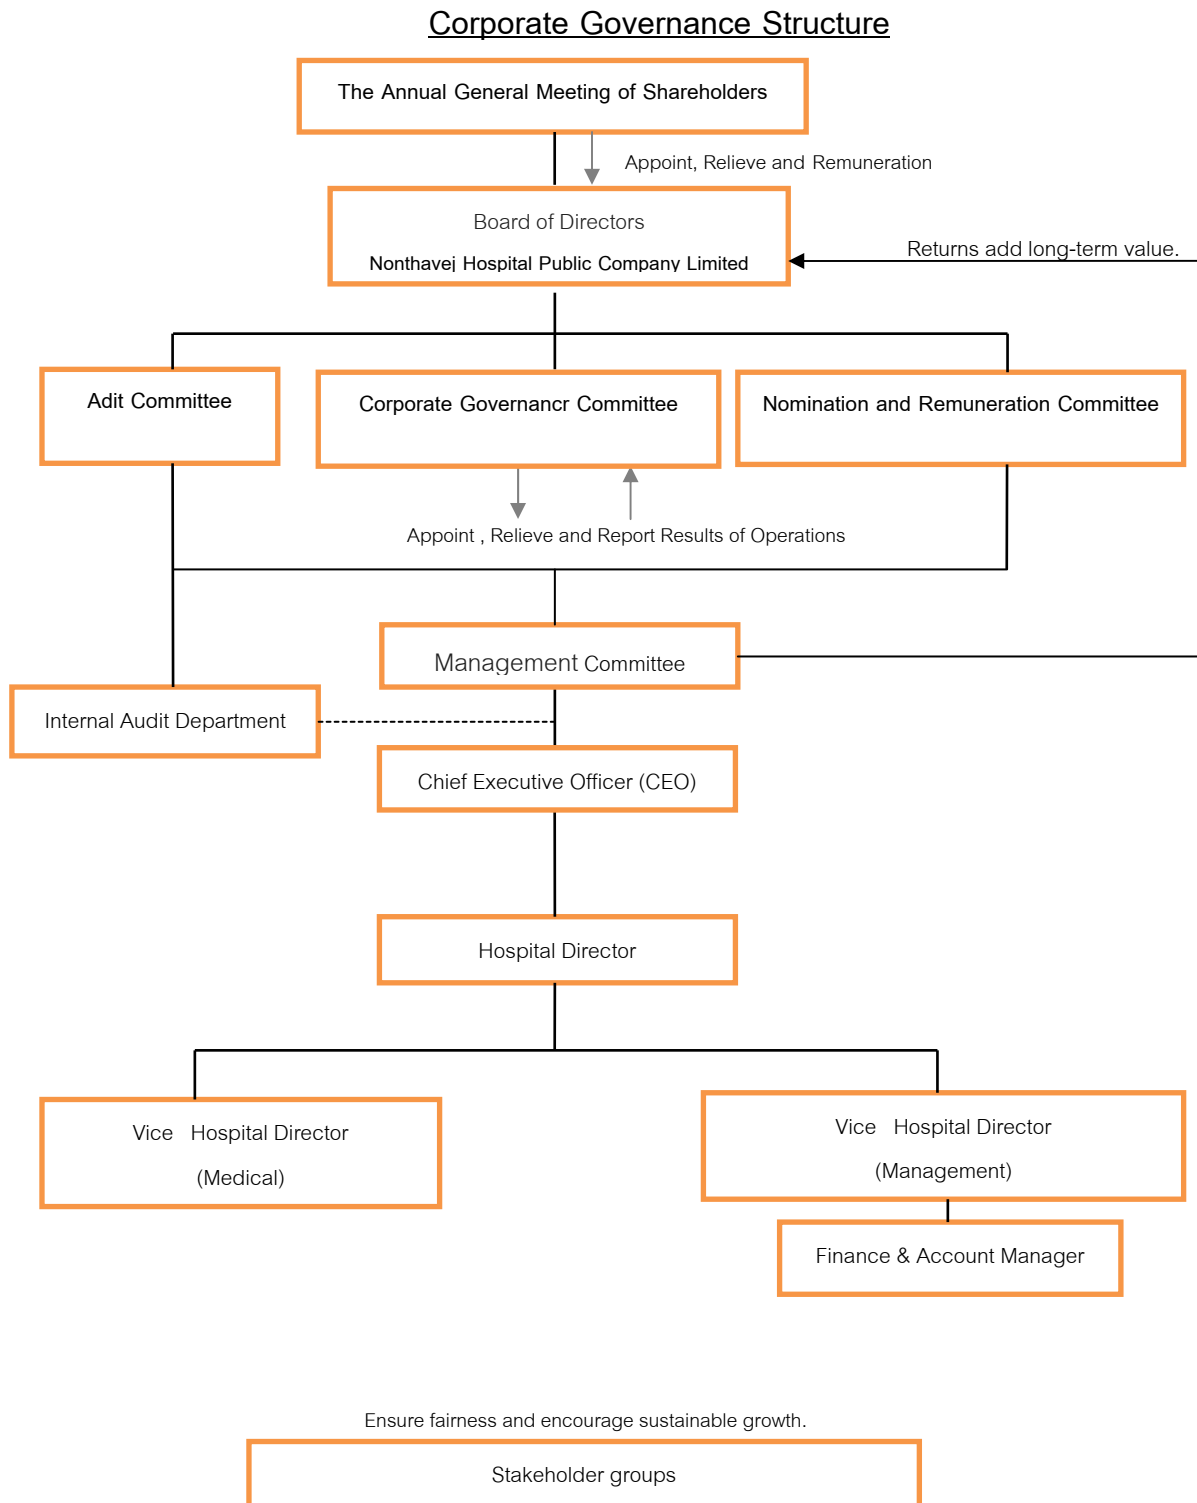 Corporate Governance Structure
The Annual General Meeting of Shareholders
Appoint, Relieve and Remuneration
Board of Directors
Nonthavej Hospital Public Company Limited
Returns add long-term value.
Adit Committee
Corporate Governancr Committee
Nomination and Remuneration Committee
Appoint , Relieve and Report Results of Operations
Management Committee
Internal Audit Department
Chief Executive Officer (CEO)
Hospital Director
Vice Hospital Director
(Medical)
Vice Hospital Director
(Management)
Finance & Account Manager
Ensure fairness and encourage sustainable growth.
Stakeholder groups